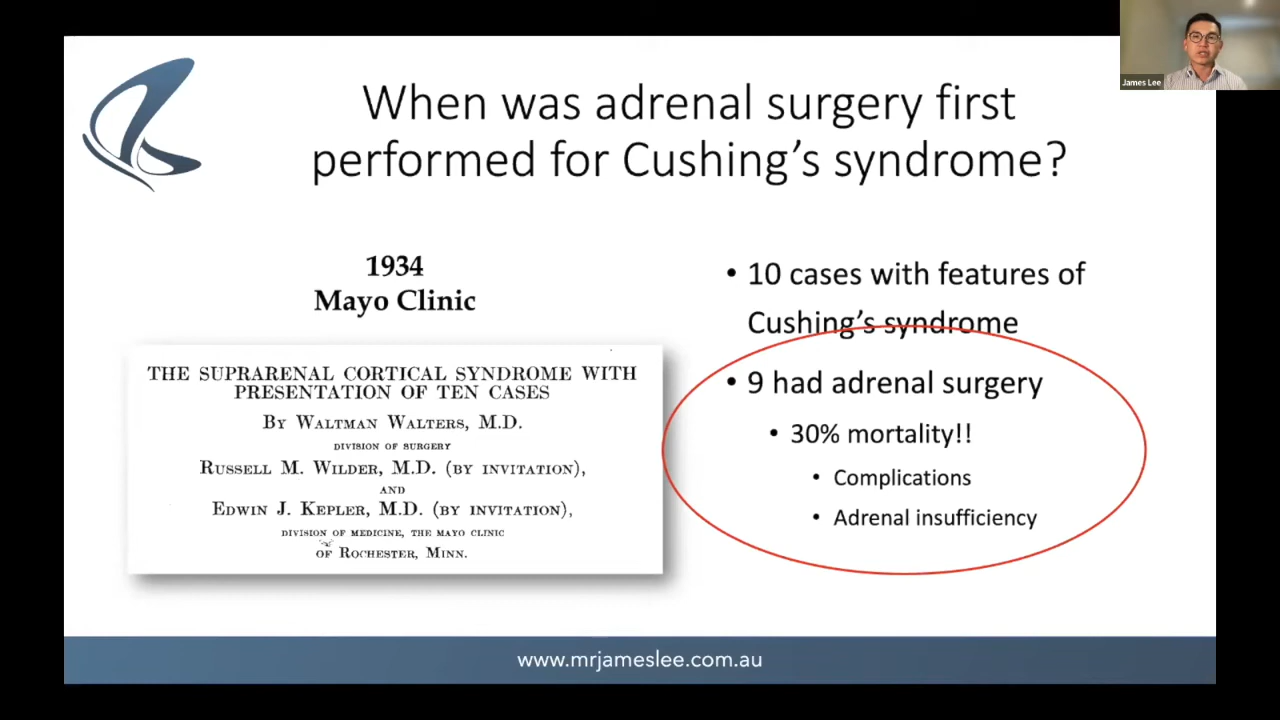 James Lee
When was adrenal surgery first
performed for Cushing’s syndrome?
1934
Mayo Clinic
THE SUPRARENAL CORTICAL SYNDROME WITH
PRESENTATION OF TEN CASES
By Waltman Walters, M.D.
DIVISION OF SURGERY
Russell M. Wilder, M.D. (BY INVITATION),
AND
Edwin J. Kepler, M.D. (BY INVITATION),
DIVISION OF MEDICINE, THE MAYO CLINIC
OF Rochester, Minn.
• 10 cases with features of
Cushing’s syndrome
• 9 had adrenal surgery
• 30% mortality!!
• Complications
• Adrenal insufficiency
www.mrjameslee.com.au